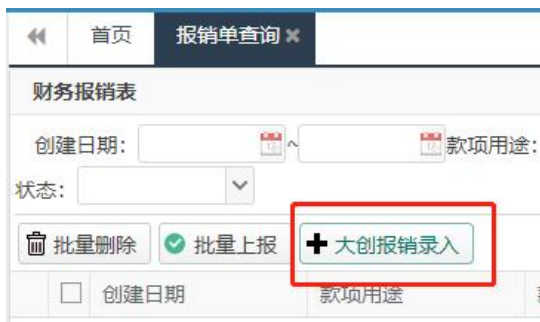 首页 报销单查询
财务报销表
创建日期: ~ 款项用途:
状态:
批量删除 批量上报 大创报销录入
创建日期 款项用途